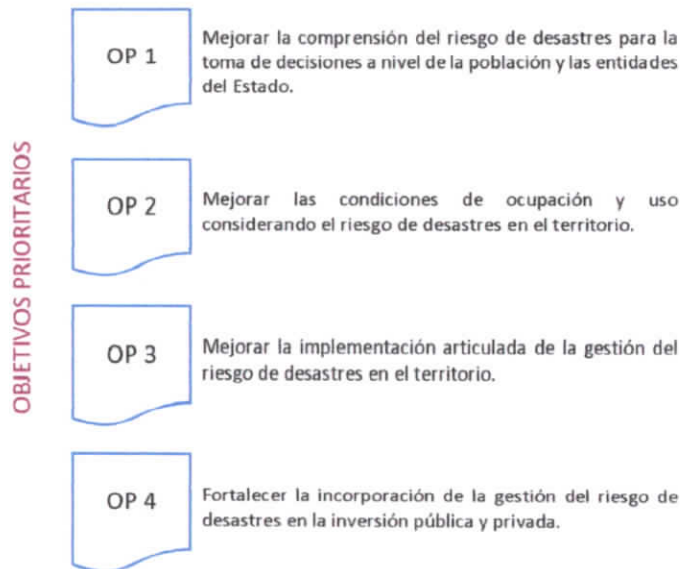 OBJETIVOS PRIORITARIOS
OP 1
Mejorar la comprensión del riesgo de desastres para la
toma de decisiones a nivel de la población y las entidades
del Estado.
OP 2
Mejorar las condiciones de ocupación y uso
considerando el riesgo de desastres en el territorio.
OP 3
Mejorar la implementación articulada de la gestión del
riesgo de desastres en el territorio.
OP 4
Fortalecer la incorporación de la gestión del riesgo de
desastres en la inversión pública y privada.